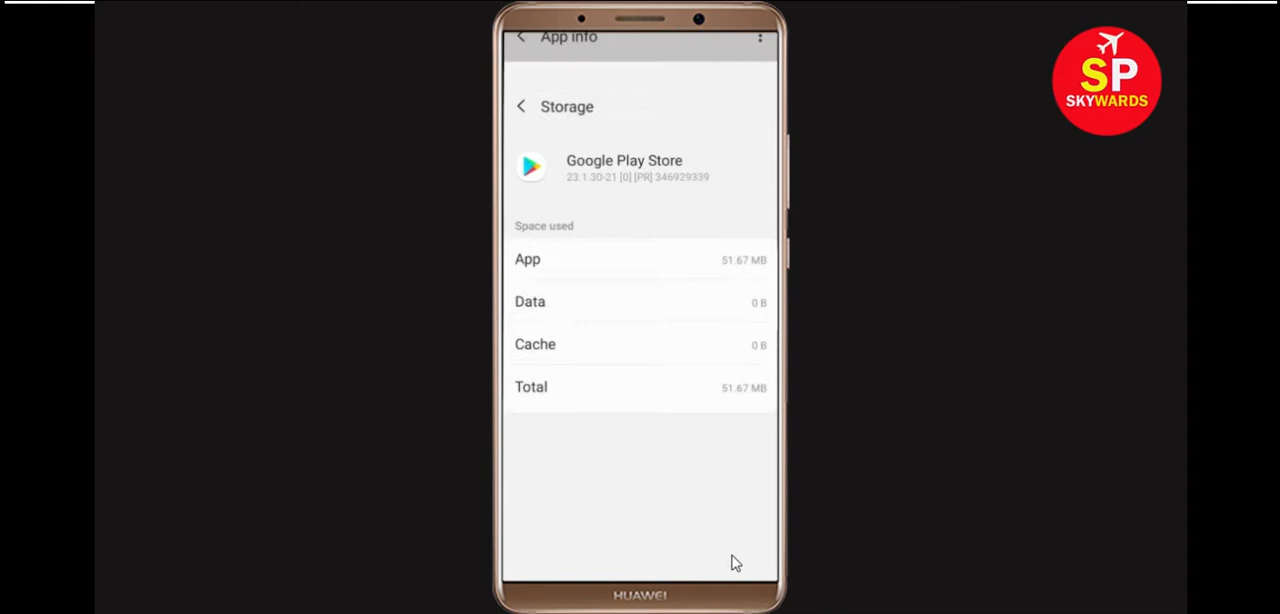 App info
Storage
Google Play Store
23.1.30-21 [0] [PR] 346929339
Space used
App 51.67 MB
Data 0 B
Cache 0 B
Total 51.67 MB
HUAWEI
SP
SKYWARDS